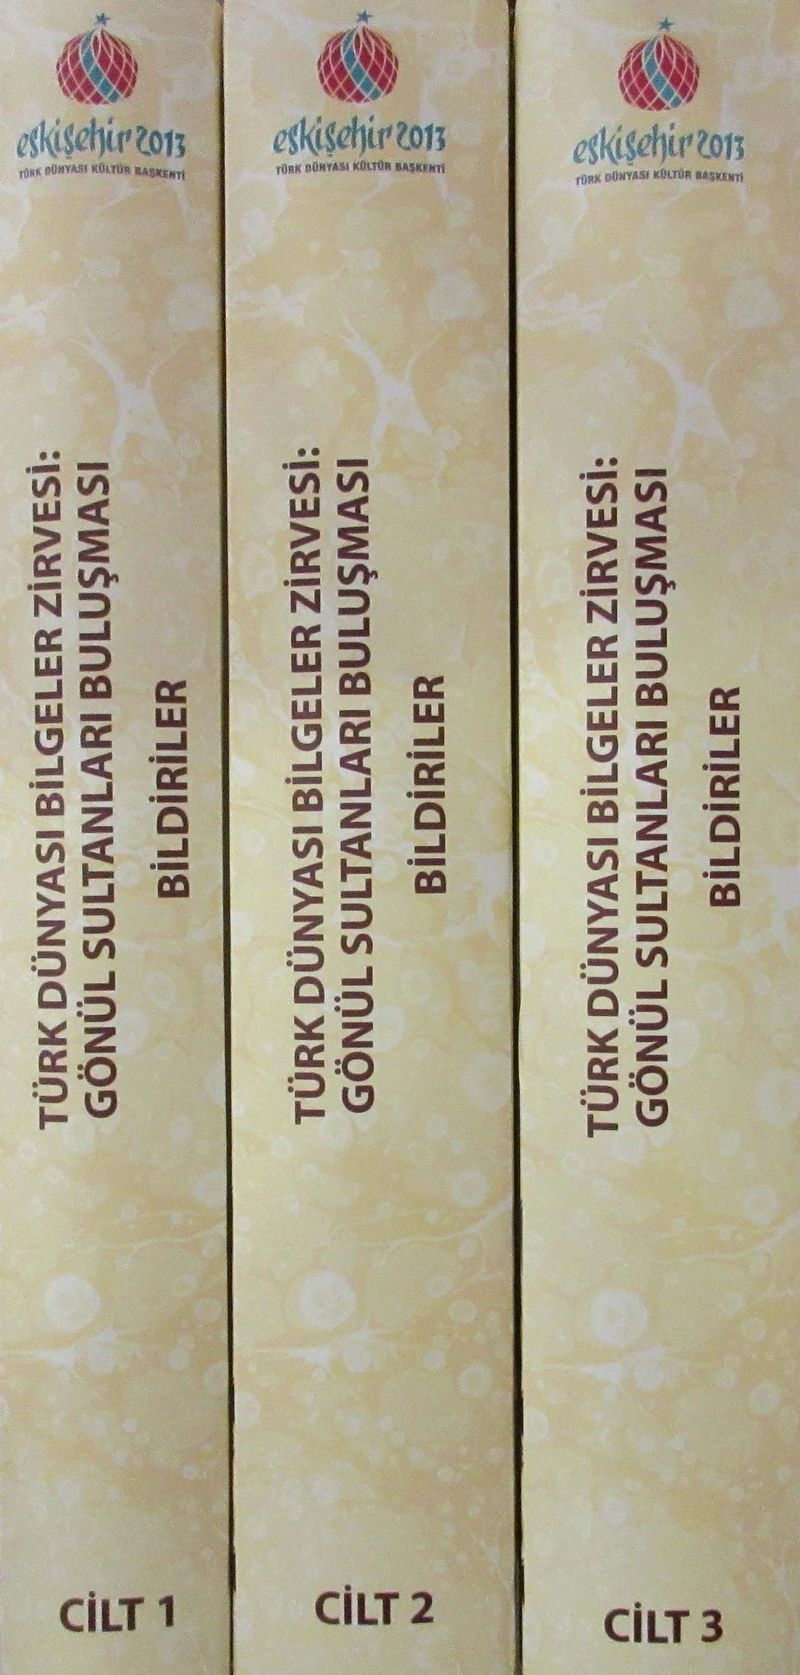 eskişehir 2013
TÜRK DÜNYASI KÜLTÜR BAŞKENTİ
TÜRK DÜNYASI BİLGELER ZİRVESİ:
GÖNÜL SULTANLARI BULUŞMASI
BİLDİRİLER
CİLT 1
eskişehir 2013
TÜRK DÜNYASI KÜLTÜR BAŞKENTİ
TÜRK DÜNYASI BİLGELER ZİRVESİ:
GÖNÜL SULTANLARI BULUŞMASI
BİLDİRİLER
CİLT 2
eskişehir 2013
TÜRK DÜNYASI KÜLTÜR BAŞKENTİ
TÜRK DÜNYASI BİLGELER ZİRVESİ:
GÖNÜL SULTANLARI BULUŞMASI
BİLDİRİLER
CİLT 3